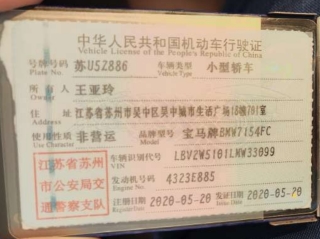 中华人民共和国机动车行驶证
Vehicle License of the People's Republic of China
号牌号码 苏U5Z886 车辆类型 小型轿车
Plate No. Vehicle Type
所有人 王亚玲
Owner
住址 江苏省苏州市吴中区吴中城市生活广场18幢701室
Address
使用性质 非营运 品牌型号 宝马牌BMW7154FC
Use Character Model
江苏省苏州市公安局交通警察支队
车辆识别代号 LBV2W5101LMW33099
VIN
发动机号码 4323E885
Engine No.
注册日期 2020-05-20 发证日期 2020-05-20
Register Date Issue Date